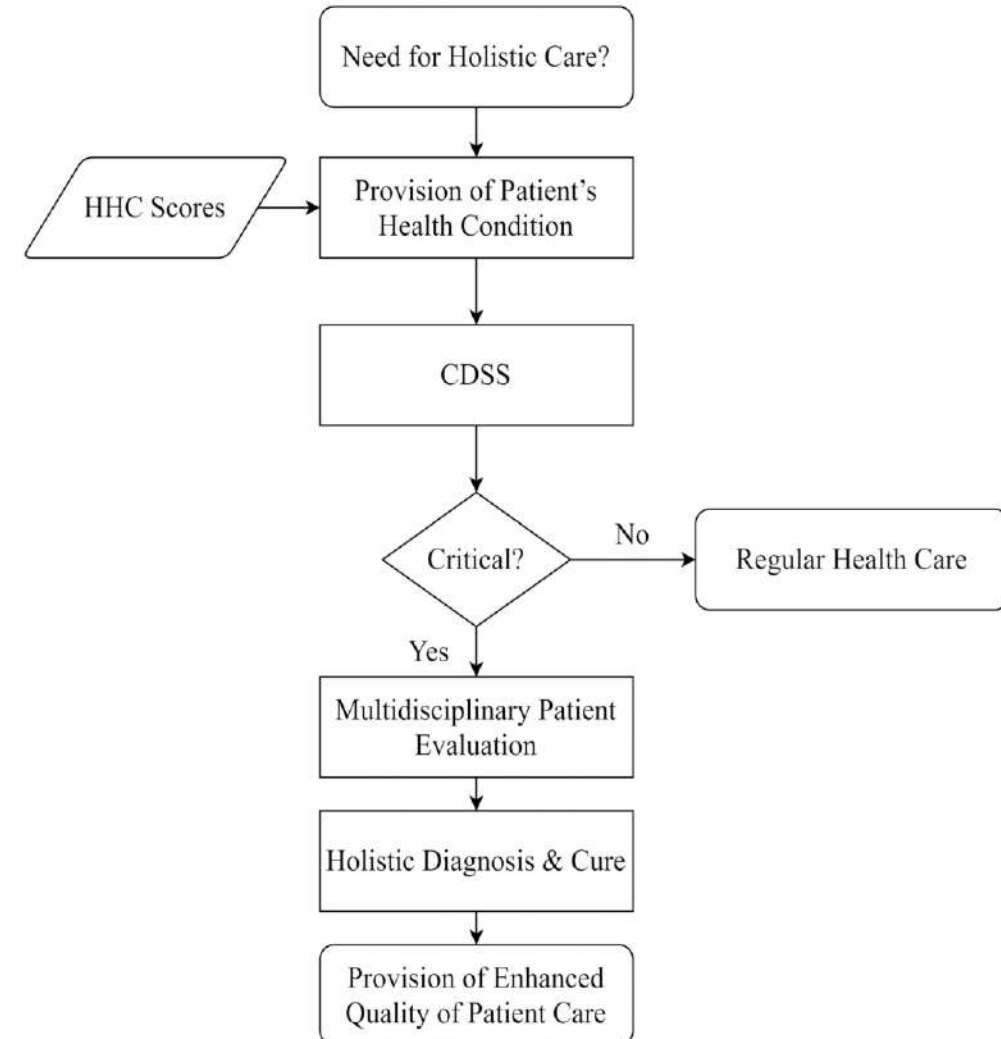 Need for Holistic Care?
HHC Scores
Provision of Patient’s
Health Condition
CDSS
Critical?
No
Regular Health Care
Yes
Multidisciplinary Patient
Evaluation
Holistic Diagnosis & Cure
Provision of Enhanced
Quality of Patient Care